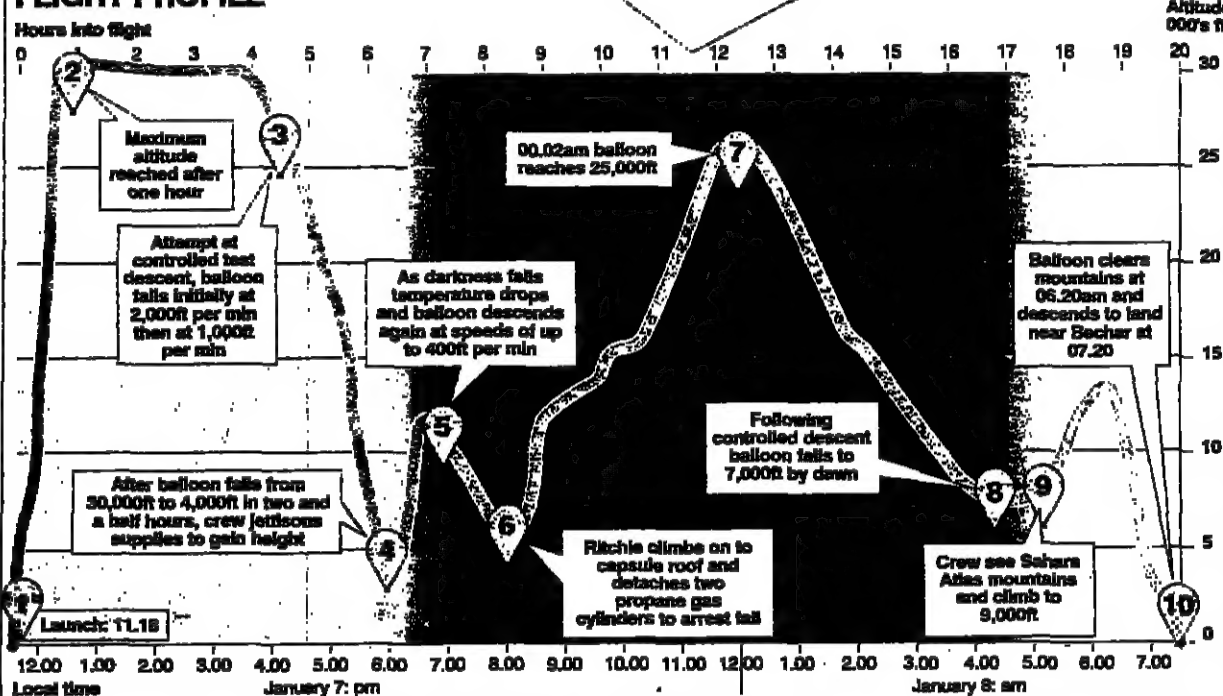 FLIGHT PROFILE
Hours into flight
Altitude
000's ft
0 1 2 3 4 5 6 7 8 9 10 11 12 13 14 15 16 17 18 19 20
30
25
20
15
10
5
0
2
Maximum
altitude
reached after
one hour
3
Attempt at
controlled test
descent, balloon
falls initially at
2,000ft per min
then at 1,000ft
per min
After balloon falls from
30,000ft to 4,000ft in two and
a half hours, crew jettisons
supplies to gain height
4
1
Launch: 11.18
As darkness falls
temperature drops
and balloon descends
again at speeds of up
to 400ft per min
5
6
Ritchie climbs on to
capsule roof and
detaches two
propane gas
cylinders to arrest fall
00.02am balloon
reaches 25,000ft
7
Following
controlled descent
balloon falls to
7,000ft by dawn
8
9
Crew see Sahara
Atlas mountains
and climb to
9,000ft
Balloon clears
mountains at
06.20am and
descends to land
near Bechar at
07.20
10
12.00 1.00 2.00 3.00 4.00 5.00 6.00 7.00 8.00 9.00 10.00 11.00 12.00 1.00 2.00 3.00 4.00 5.00 6.00 7.00
Local time
January 7: pm
January 8: am